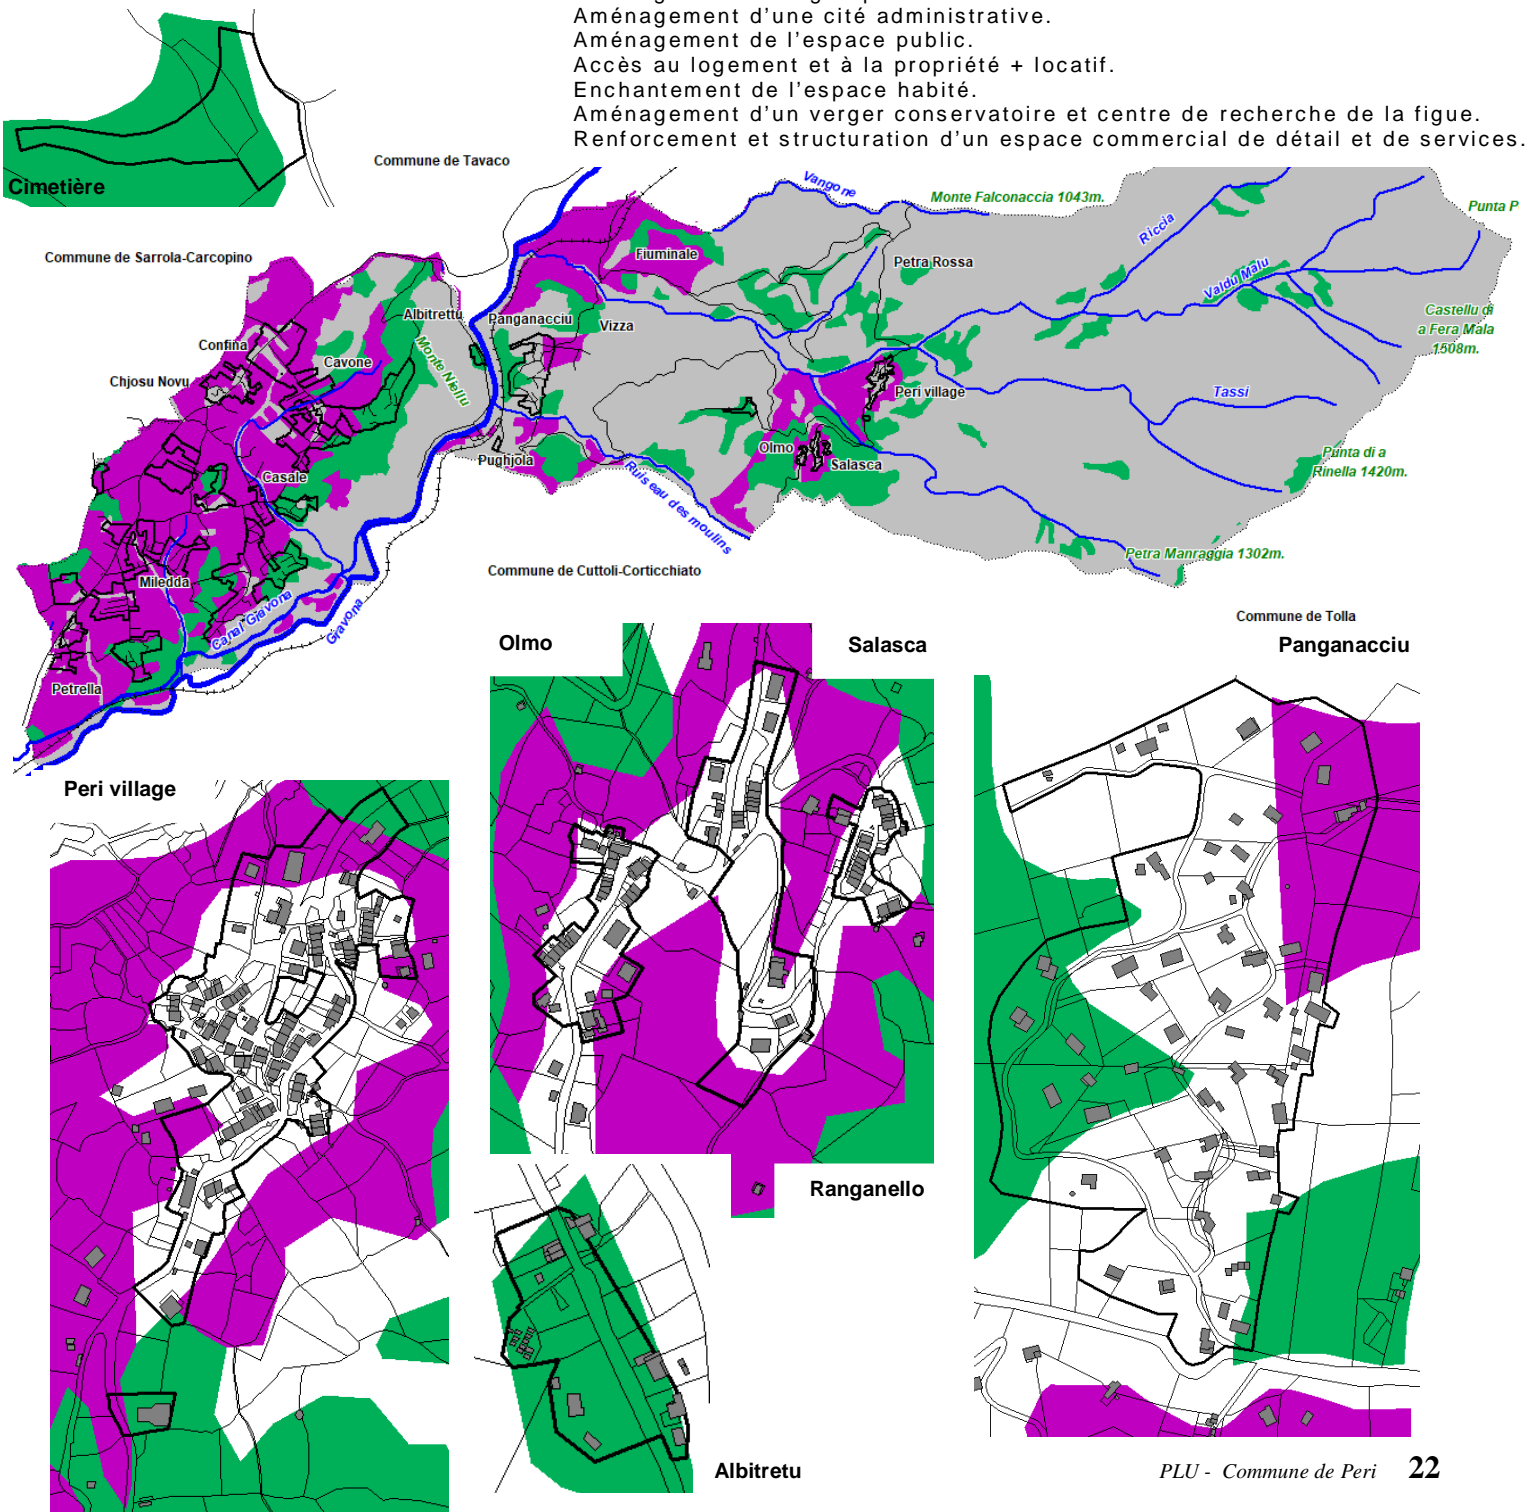 Aménagement d'une cité administrative.
Aménagement de l'espace public.
Accès au logement et à la propriété + locatif.
Enchantement de l'espace habité.
Aménagement d'un verger conservatoire et centre de recherche de la figue.
Renforcement et structuration d'un espace commercial de détail et de services.
Cimetière
Commune de Tavaco
Vangone
Monte Falconaccia 1043m.
Riccia
Punta P
Commune de Sarrola-Carcopino
Fiuminale
Petra Rossa
Valdu Malu
Albitrettu
Panganacciu
Vizza
Castellu di
a Fera Mala
1508m.
Confina
Cavone
Monte Niellu
Chjosu Novu
Peri village
Tassi
Olmo
Salasca
Pughjola
Casale
Ruiseau des moulins
Punta di a
Rinella 1420m.
Petra Manraggia 1302m.
Miledda
Commune de Cuttoli-Corticchiato
Canal Gravona
Gravona
Commune de Tolla
Petrella
Olmo
Salasca
Panganacciu
Peri village
Ranganello
Albitretu
PLU - Commune de Peri 22